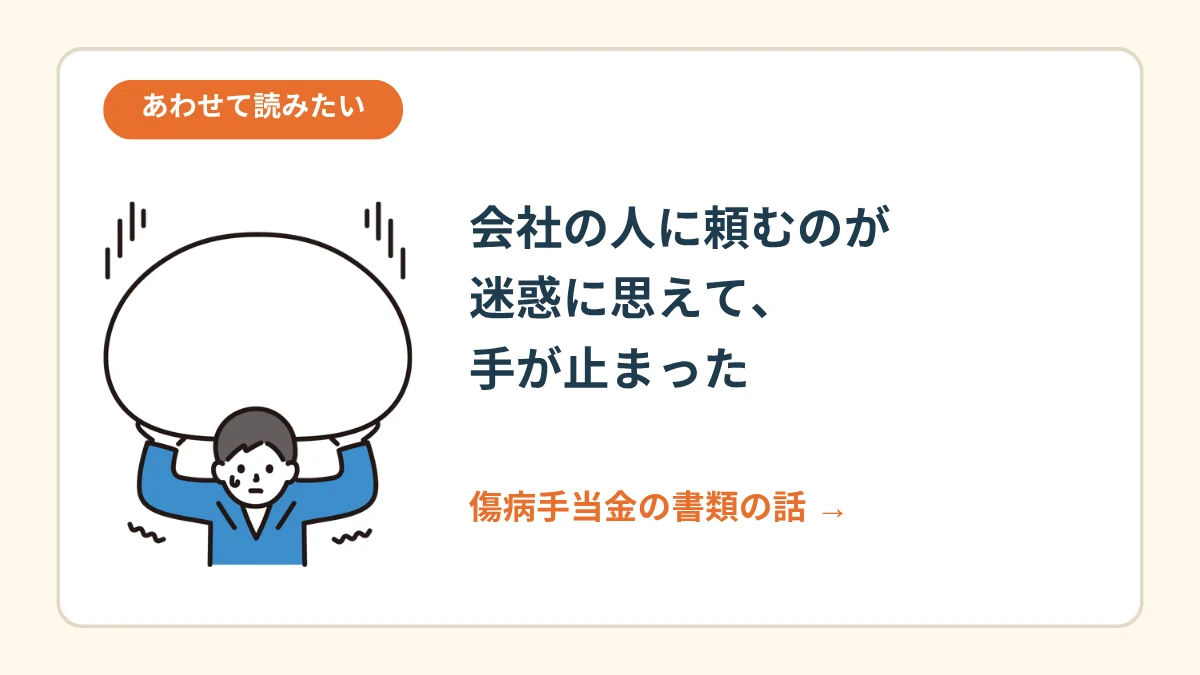 あわせて読みたい
会社の人に頼むのが
迷惑に思えて、
手が止まった
傷病手当金の書類の話 →